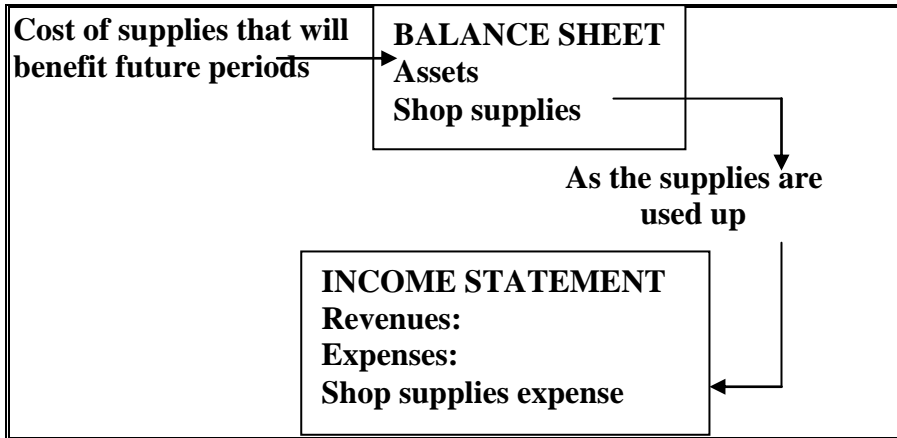 Cost of supplies that will
benefit future periods
BALANCE SHEET
Assets
Shop supplies
As the supplies are
used up
INCOME STATEMENT
Revenues:
Expenses:
Shop supplies expense